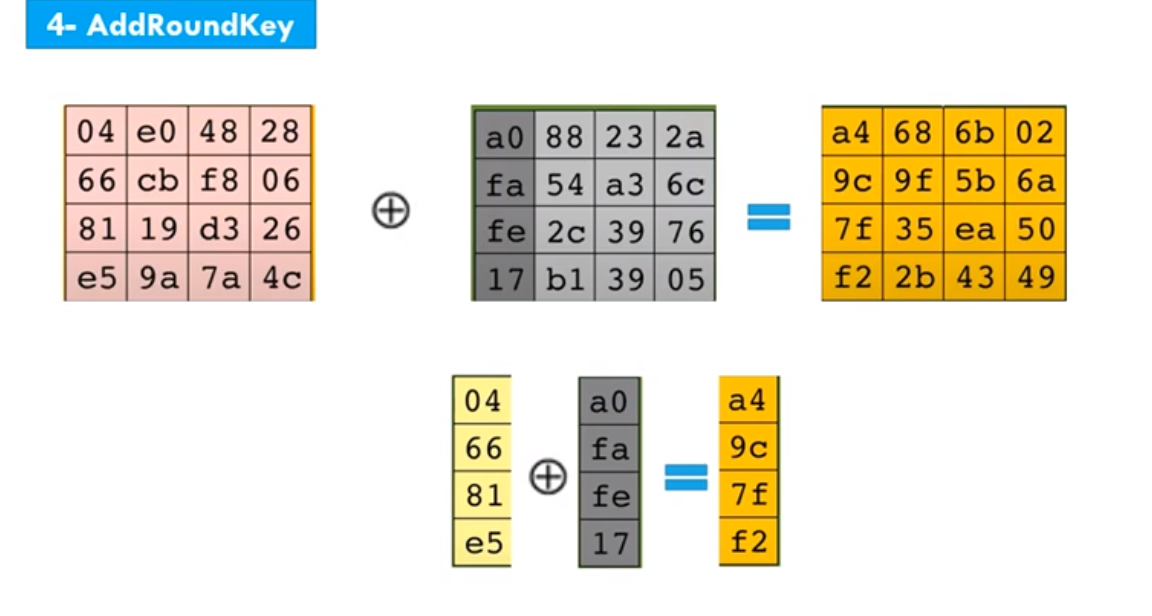 4- AddRoundKey
04 e0 48 28 a0 88 23 2a a4 68 6b 02
66 cb f8 06 fa 54 a3 6c 9c 9f 5b 6a
81 19 d3 26 fe 2c 39 76 7f 35 ea 50
e5 9a 7a 4c 17 b1 39 05 f2 2b 43 49
04 a0 a4
66 fa 9c
81 fe 7f
e5 17 f2